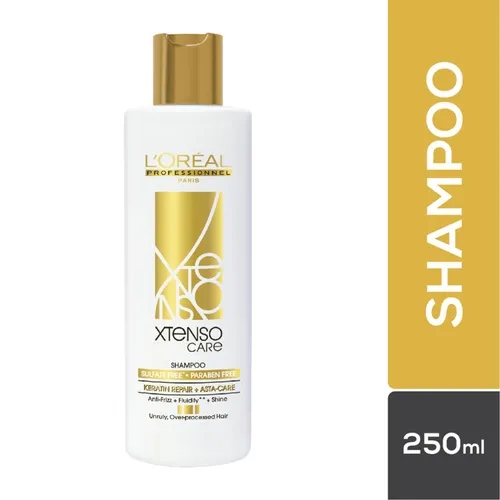 L'ORÉAL
PROFESSIONNEL
PARIS
XTENSO
XTENSO
CARE
SHAMPOO
SULFATE FREE* • PARABEN FREE
KERATIN REPAIR + ASTA-CARE
Anti-Frizz + Fluidity** + Shine
Unruly, Over-processed Hair
SHAMPOO
250ml